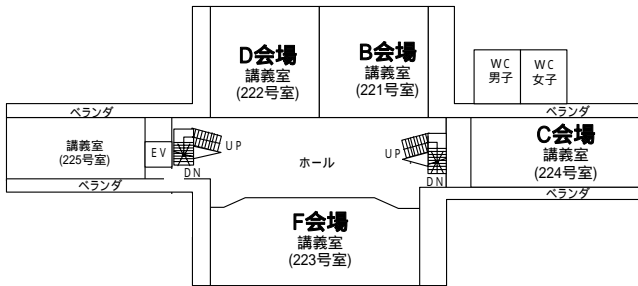 D会場
講義室
(222号室)
B会場
講義室
(221号室)
WC
男子
WC
女子
ベランダ
ベランダ
講義室
(225号室)
EV
UP
DN
ホール
UP
DN
C会場
講義室
(224号室)
ベランダ
ベランダ
F会場
講義室
(223号室)